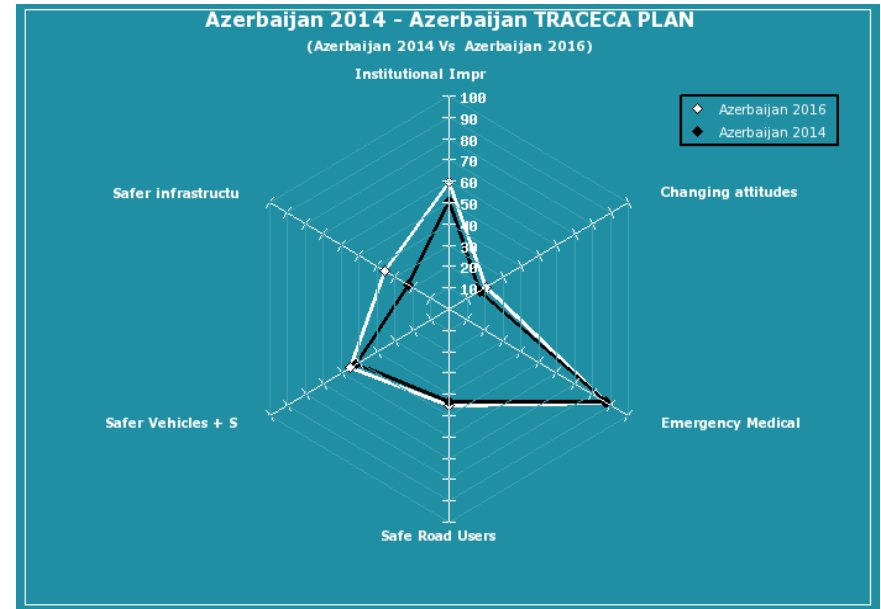 Azerbaijan 2014 - Azerbaijan TRACECA PLAN
(Azerbaijan 2014 Vs Azerbaijan 2016)
Institutional Impr
100
90
80
70
60
50
40
30
20
10
Azerbaijan 2016
Azerbaijan 2014
Safer infrastructu
Changing attitudes
Safer Vehicles + S
Emergency Medical
Safe Road Users